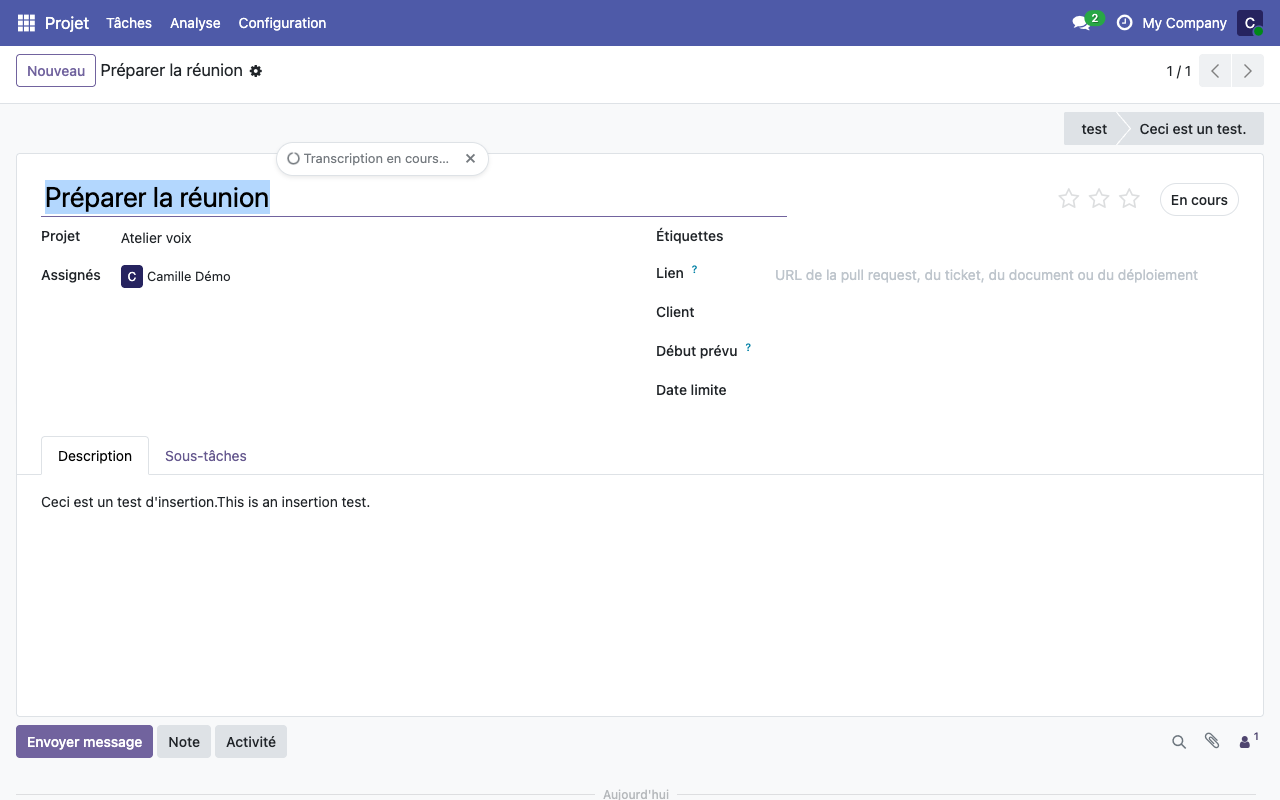 Projet Tâches Analyse Configuration 2 My Company C
Nouveau Préparer la réunion 1 / 1
test Ceci est un test.
Transcription en cours...
Préparer la réunion En cours
Projet Atelier voix Étiquettes
Lien ? URL de la pull request, du ticket, du document ou du déploiement
Assignés C Camille Démo
Client
Début prévu ?
Date limite
Description Sous-tâches
Ceci est un test d'insertion.This is an insertion test.
Envoyer message Note Activité 1
Aujourd'hui